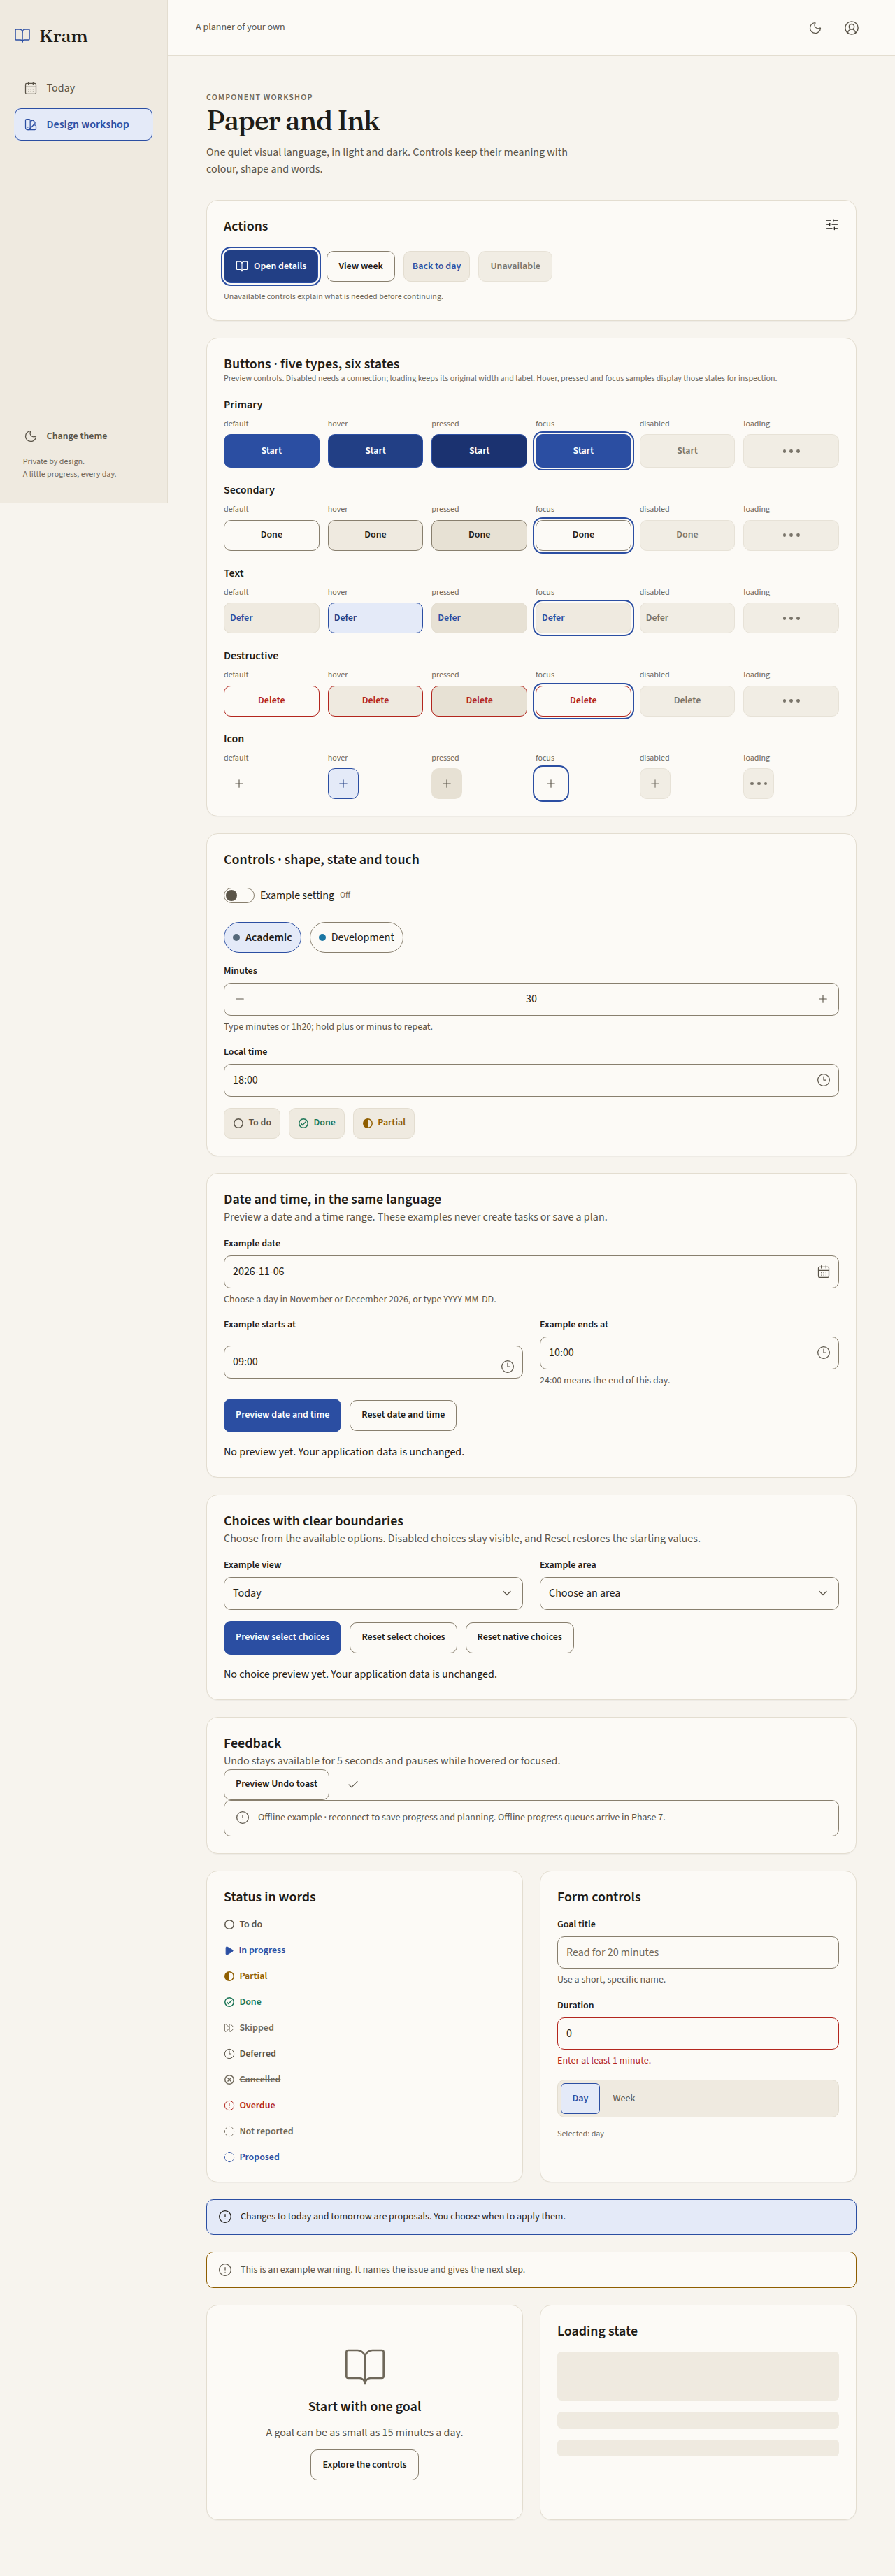 Kram
Today
Design workshop
Change theme
Private by design.
A little progress, every day.
A planner of your own
COMPONENT WORKSHOP
Paper and Ink
One quiet visual language, in light and dark. Controls keep their meaning with
colour, shape and words.
Actions
Open details View week Back to day Unavailable
Unavailable controls explain what is needed before continuing.
Buttons · five types, six states
Preview controls. Disabled needs a connection; loading keeps its original width and label. Hover, pressed and focus samples display those states for inspection.
Primary
default hover pressed focus disabled loading
Start Start Start Start Start
Secondary
default hover pressed focus disabled loading
Done Done Done Done Done
Text
default hover pressed focus disabled loading
Defer Defer Defer Defer Defer
Destructive
default hover pressed focus disabled loading
Delete Delete Delete Delete Delete
Icon
default hover pressed focus disabled loading
Controls · shape, state and touch
Example setting Off
Academic Development
Minutes
30
Type minutes or 1h20; hold plus or minus to repeat.
Local time
18:00
To do Done Partial
Date and time, in the same language
Preview a date and a time range. These examples never create tasks or save a plan.
Example date
2026-11-06
Choose a day in November or December 2026, or type YYYY-MM-DD.
Example starts at Example ends at
09:00 10:00
24:00 means the end of this day.
Preview date and time Reset date and time
No preview yet. Your application data is unchanged.
Choices with clear boundaries
Choose from the available options. Disabled choices stay visible, and Reset restores the starting values.
Example view Example area
Today Choose an area
Preview select choices Reset select choices Reset native choices
No choice preview yet. Your application data is unchanged.
Feedback
Undo stays available for 5 seconds and pauses while hovered or focused.
Preview Undo toast
Offline example · reconnect to save progress and planning. Offline progress queues arrive in Phase 7.
Status in words
To do
In progress
Partial
Done
Skipped
Deferred
Cancelled
Overdue
Not reported
Proposed
Form controls
Goal title
Read for 20 minutes
Use a short, specific name.
Duration
0
Enter at least 1 minute.
Day Week
Selected: day
Changes to today and tomorrow are proposals. You choose when to apply them.
This is an example warning. It names the issue and gives the next step.
Start with one goal
A goal can be as small as 15 minutes a day.
Explore the controls
Loading state